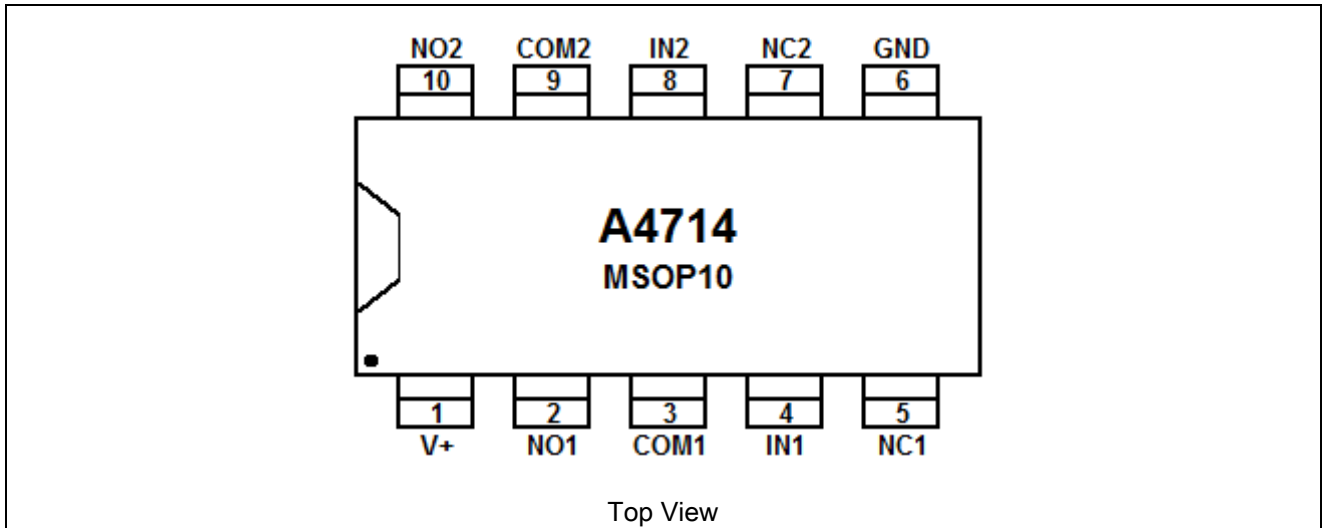 NO2 COM2 IN2 NC2 GND
10 9 8 7 6
A4714
MSOP10
1 2 3 4 5
V+ NO1 COM1 IN1 NC1
Top View